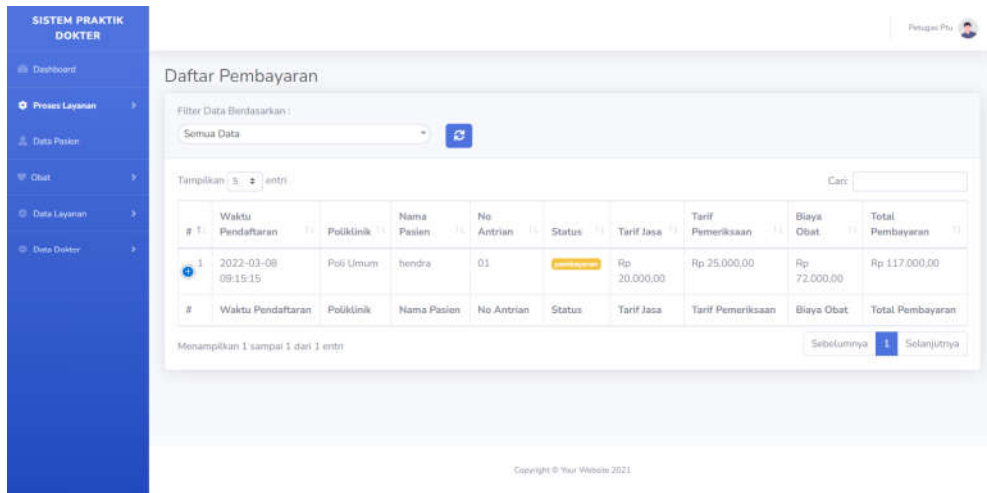 SISTEM PRAKTIK
DOKTER
Petugas Ptu
Dashboard
Proses Layanan
Data Pasien
Obat
Data Layanan
Data Dokter
Daftar Pembayaran
Filter Data Berdasarkan :
Semua Data
Tampilkan 5 entri
Cari:
# Waktu Pendaftaran Poliklinik Nama Pasien No Antrian Status Tarif Jasa Tarif Pemeriksaan Biaya Obat Total Pembayaran
1 2022-03-08 09:15:15 Poli Umum hendra 01 pembayaran Rp 20.000,00 Rp 25.000,00 Rp 72.000,00 Rp 117.000,00
# Waktu Pendaftaran Poliklinik Nama Pasien No Antrian Status Tarif Jasa Tarif Pemeriksaan Biaya Obat Total Pembayaran
Menampilkan 1 sampai 1 dari 1 entri
Sebelumnya 1 Selanjutnya
Copyright © Your Website 2021